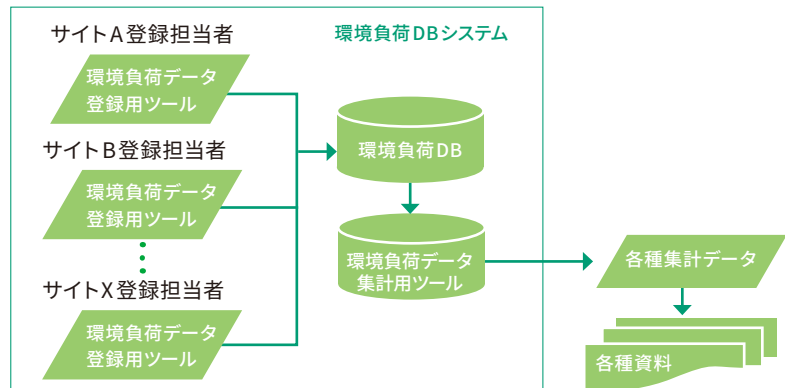 サイトA登録担当者
環境負荷DBシステム
環境負荷データ
登録用ツール
環境負荷DB
サイトB登録担当者
環境負荷データ
登録用ツール
環境負荷データ
集計用ツール
各種集計データ
サイトX登録担当者
環境負荷データ
登録用ツール
各種資料